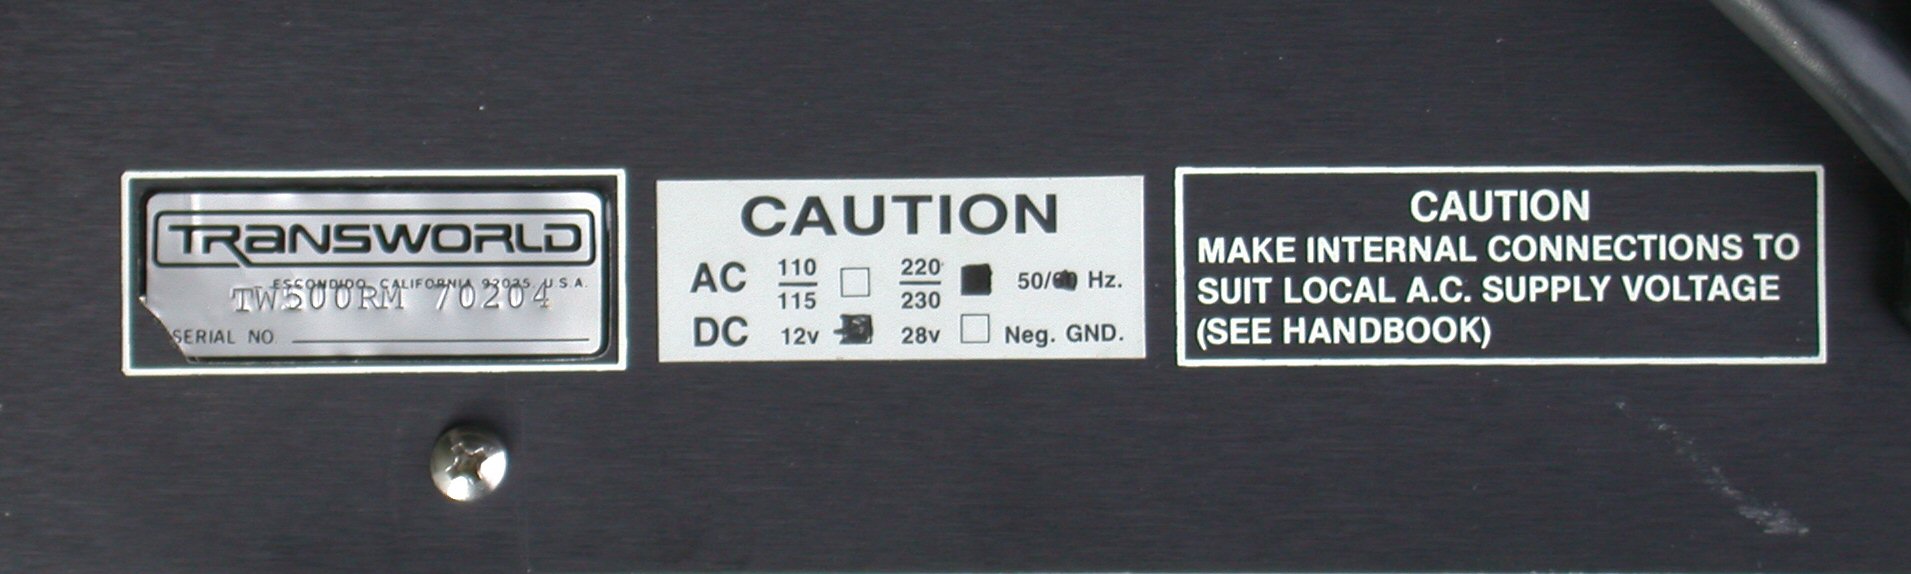 TRANSWORLD
ESCONDIDO, CALIFORNIA 92025 U.S.A.
TW500RM 70204
SERIAL NO.
CAUTION
AC 110/115 220/230 50/60 Hz.
DC 12v 28v Neg. GND.
CAUTION
MAKE INTERNAL CONNECTIONS TO
SUIT LOCAL A.C. SUPPLY VOLTAGE
(SEE HANDBOOK)